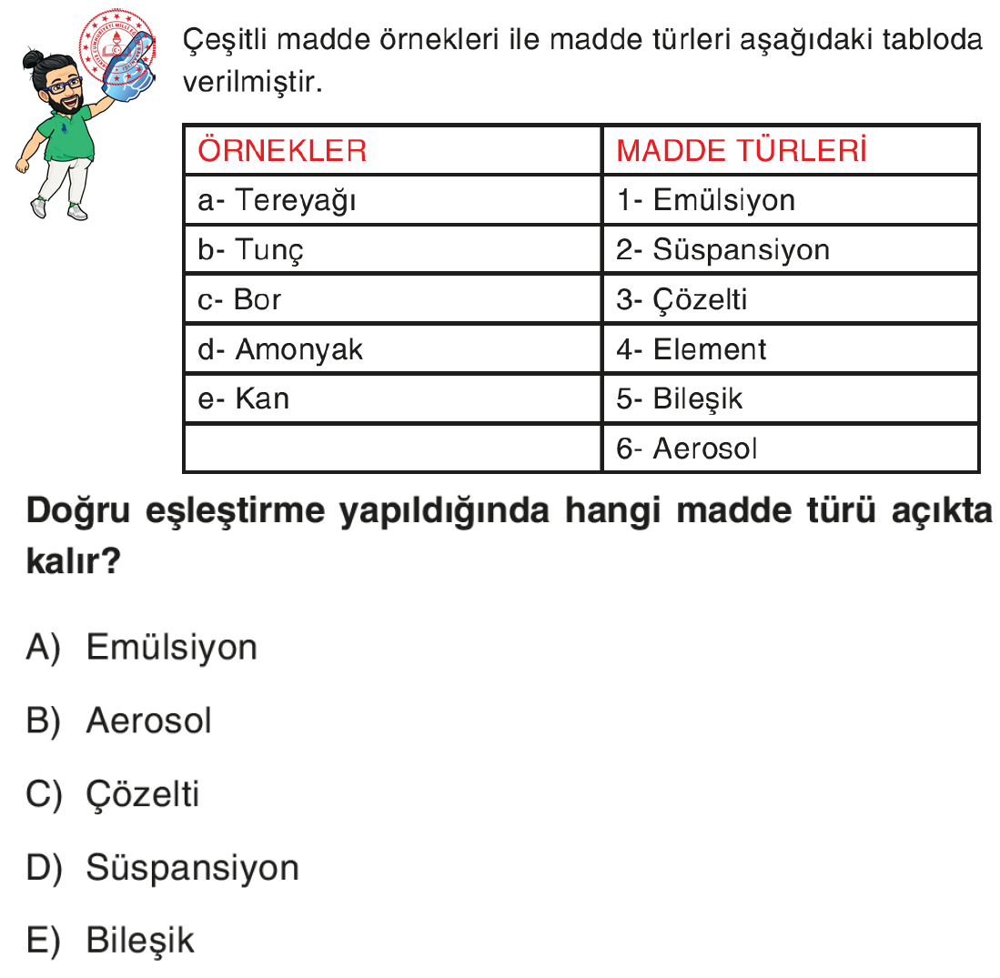 Çeşitli madde örnekleri ile madde türleri aşağıdaki tabloda
verilmiştir.
ÖRNEKLER MADDE TÜRLERİ
a- Tereyağı 1- Emülsiyon
b- Tunç 2- Süspansiyon
c- Bor 3- Çözelti
d- Amonyak 4- Element
e- Kan 5- Bileşik
6- Aerosol
Doğru eşleştirme yapıldığında hangi madde türü açıkta
kalır?
A) Emülsiyon
B) Aerosol
C) Çözelti
D) Süspansiyon
E) Bileşik